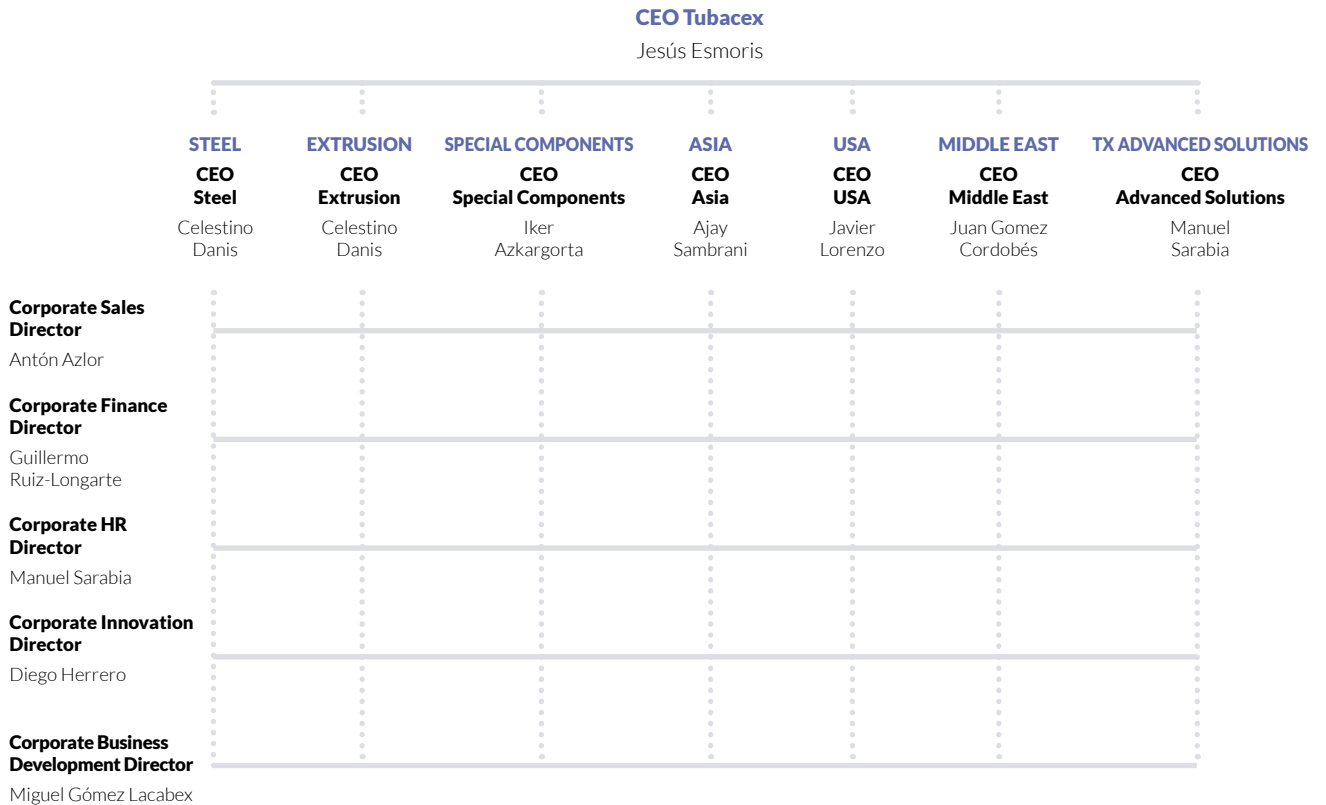 CEO Tubacex
Jesús Esmoris
STEEL
CEO
Steel
Celestino
Danis
EXTRUSION
CEO
Extrusion
Celestino
Danis
SPECIAL COMPONENTS
CEO
Special Components
Iker
Azkargorta
ASIA
CEO
Asia
Ajay
Sambrani
USA
CEO
USA
Javier
Lorenzo
MIDDLE EAST
CEO
Middle East
Juan Gomez
Cordobés
TX ADVANCED SOLUTIONS
CEO
Advanced Solutions
Manuel
Sarabia
Corporate Sales
Director
Antón Azlor
Corporate Finance
Director
Guillermo
Ruiz-Longarte
Corporate HR
Director
Manuel Sarabia
Corporate Innovation
Director
Diego Herrero
Corporate Business
Development Director
Miguel Gómez Lacabex